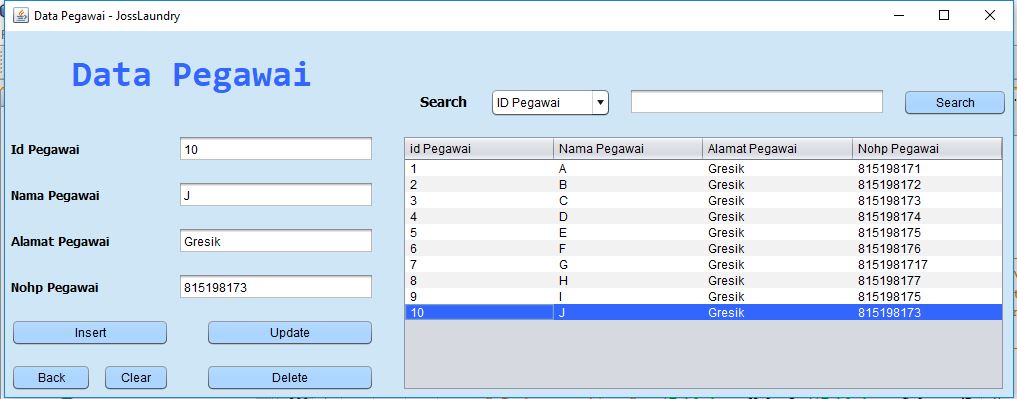 Data Pegawai - JossLaundry
Data Pegawai
Search ID Pegawai Search
Id Pegawai 10
Nama Pegawai J
Alamat Pegawai Gresik
Nohp Pegawai 815198173
Insert Update
Back Clear Delete
id Pegawai Nama Pegawai Alamat Pegawai Nohp Pegawai
1 A Gresik 815198171
2 B Gresik 815198172
3 C Gresik 815198173
4 D Gresik 815198174
5 E Gresik 815198175
6 F Gresik 815198176
7 G Gresik 8151981717
8 H Gresik 815198177
9 I Gresik 815198175
10 J Gresik 815198173